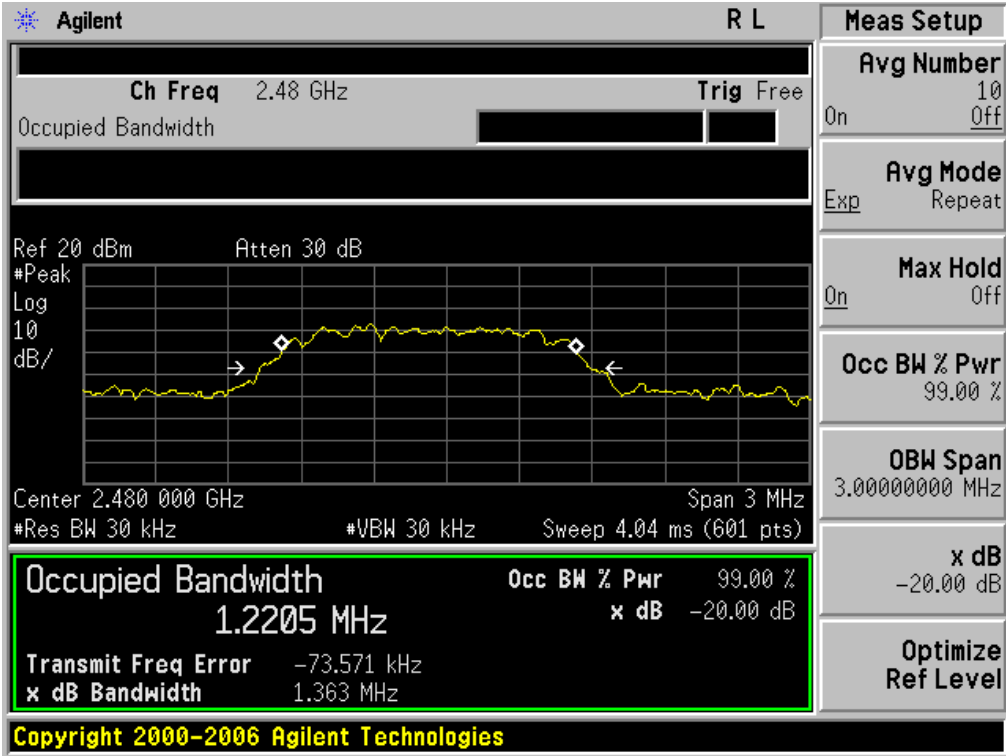 Agilent R L
Ch Freq 2.48 GHz Trig Free
Occupied Bandwidth
Ref 20 dBm Atten 30 dB
#Peak
Log
10
dB/
Center 2.480 000 GHz Span 3 MHz
#Res BW 30 kHz #VBW 30 kHz Sweep 4.04 ms (601 pts)
Occupied Bandwidth
1.2205 MHz
Occ BW % Pwr 99.00 %
x dB -20.00 dB
Transmit Freq Error -73.571 kHz
x dB Bandwidth 1.363 MHz
Copyright 2000-2006 Agilent Technologies
Meas Setup
Avg Number
10
On Off
Avg Mode
Exp Repeat
Max Hold
On Off
Occ BW % Pwr
99.00 %
OBW Span
3.00000000 MHz
x dB
-20.00 dB
Optimize
Ref Level